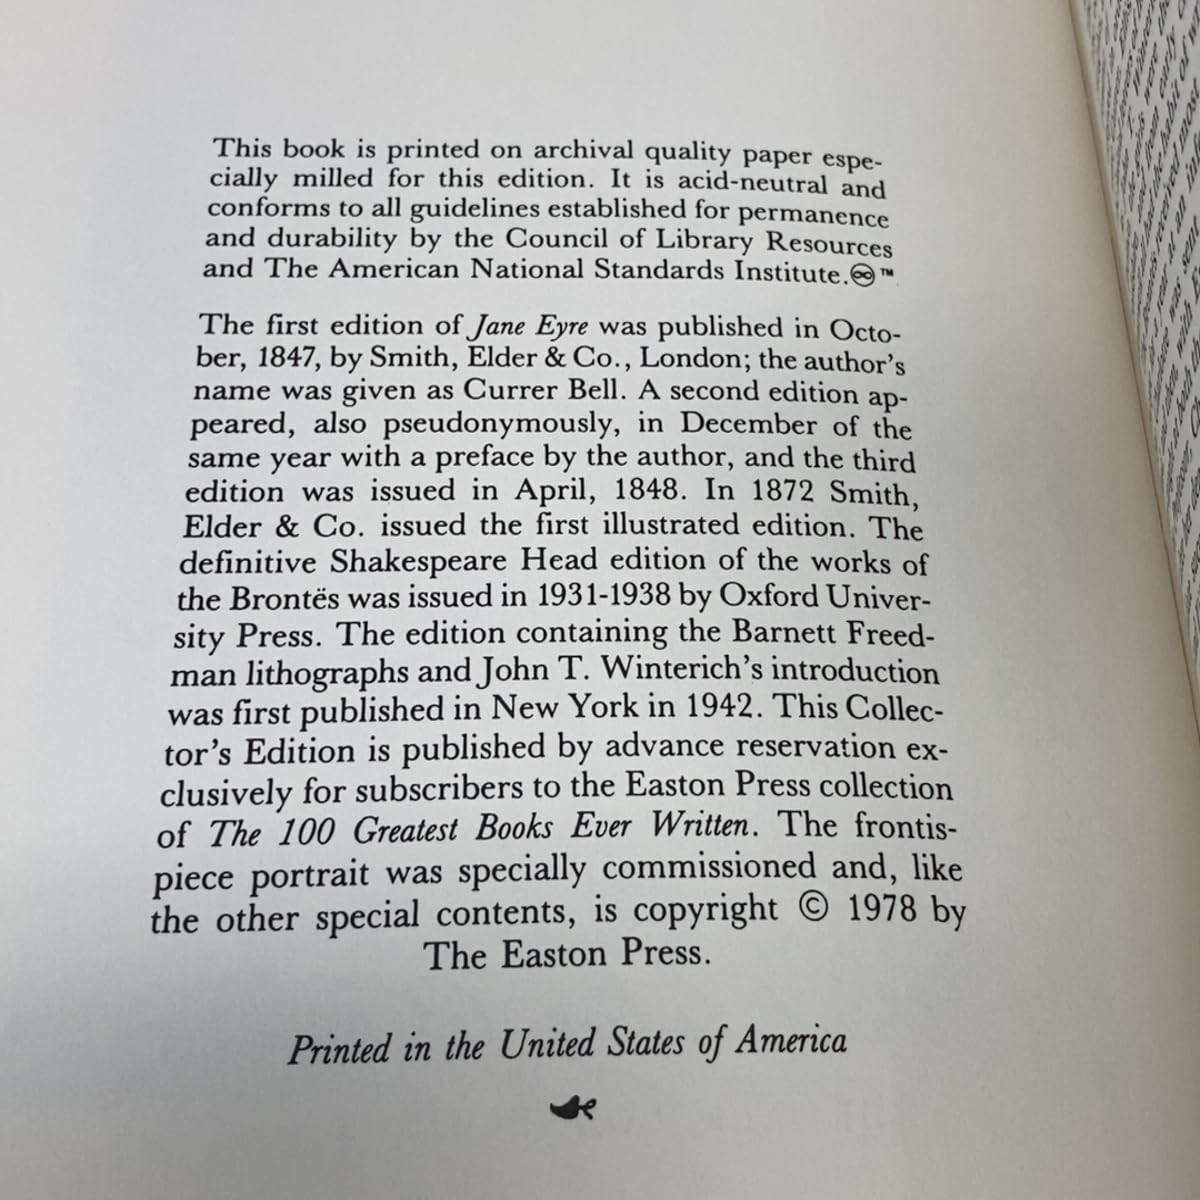 This book is printed on archival quality paper espe-
cially milled for this edition. It is acid-neutral and
conforms to all guidelines established for permanence
and durability by the Council of Library Resources
and The American National Standards Institute.♾™
The first edition of Jane Eyre was published in Octo-
ber, 1847, by Smith, Elder & Co., London; the author's
name was given as Currer Bell. A second edition ap-
peared, also pseudonymously, in December of the
same year with a preface by the author, and the third
edition was issued in April, 1848. In 1872 Smith,
Elder & Co. issued the first illustrated edition. The
definitive Shakespeare Head edition of the works of
the Brontës was issued in 1931-1938 by Oxford Univer-
sity Press. The edition containing the Barnett Freed-
man lithographs and John T. Winterich's introduction
was first published in New York in 1942. This Collec-
tor's Edition is published by advance reservation ex-
clusively for subscribers to the Easton Press collection
of The 100 Greatest Books Ever Written. The frontis-
piece portrait was specially commissioned and, like
the other special contents, is copyright © 1978 by
The Easton Press.
Printed in the United States of America